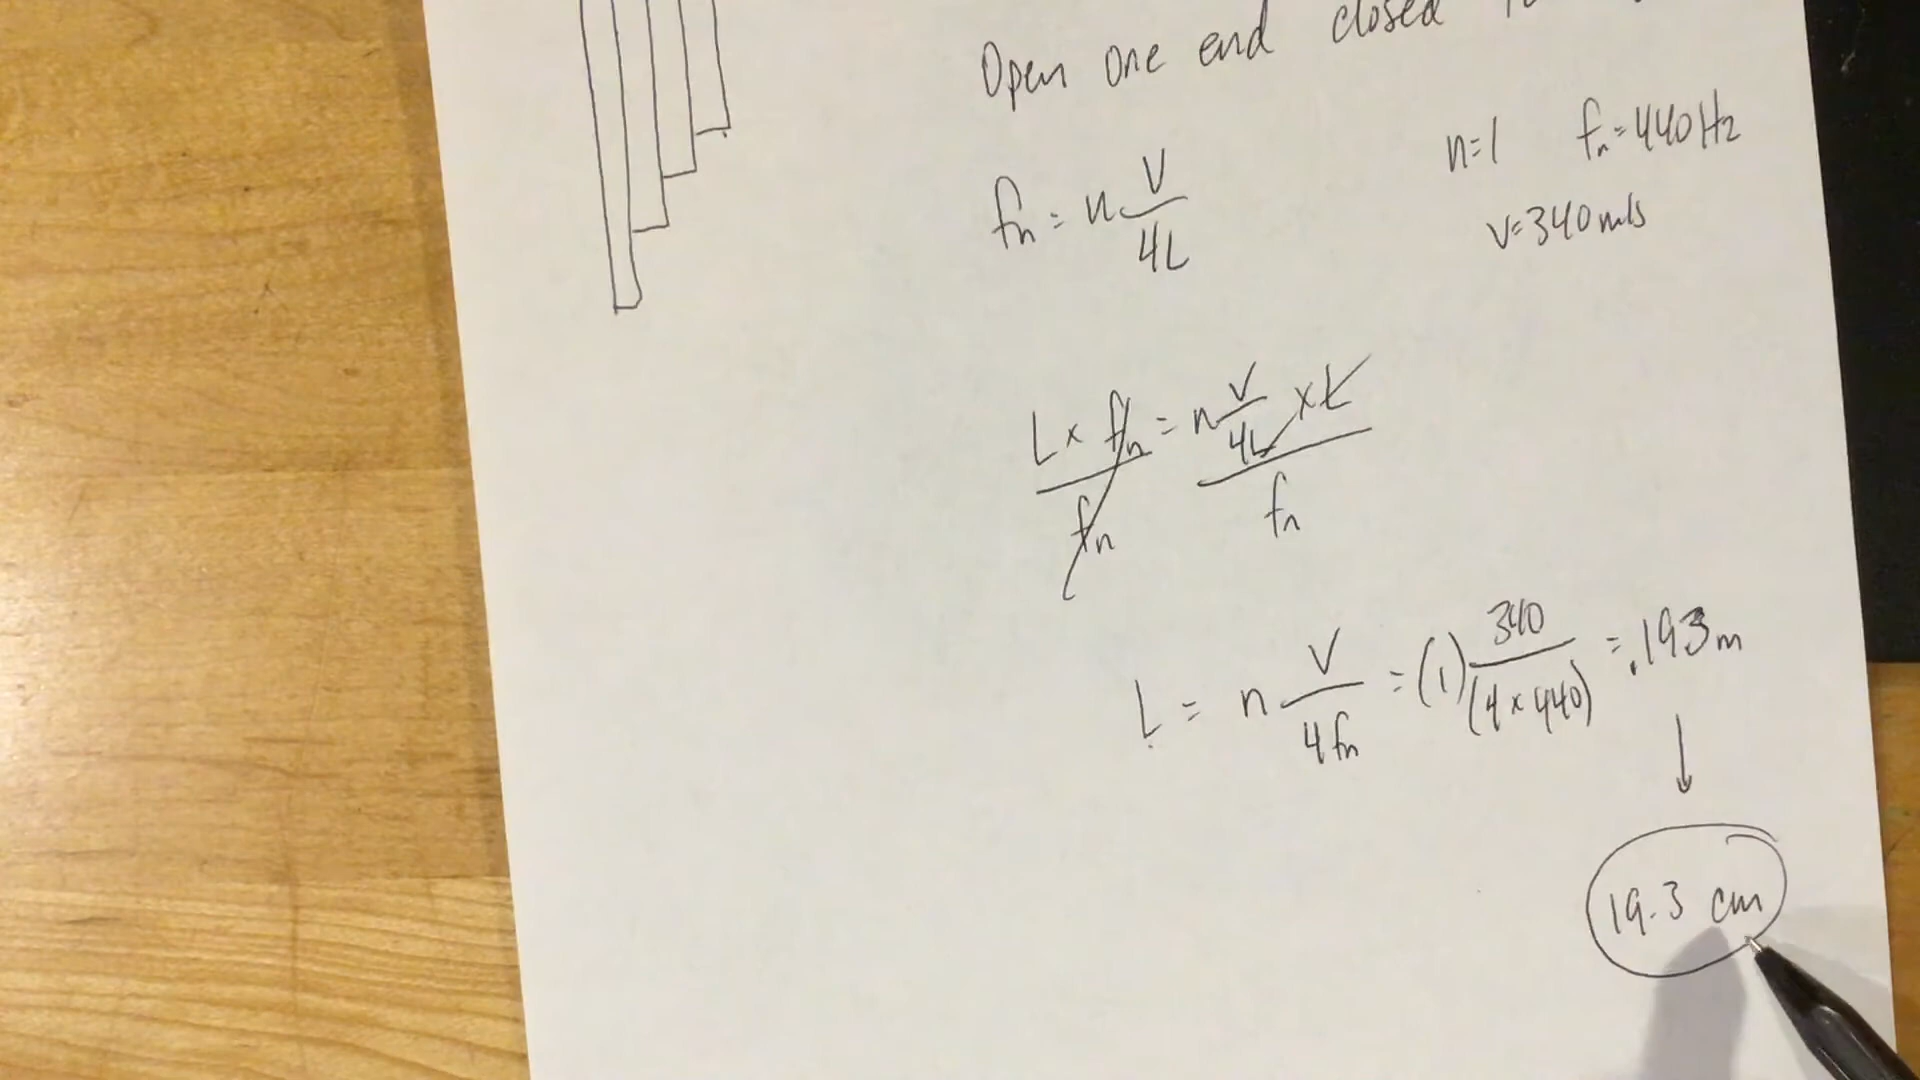 Open one end closed
n=1 fn=440Hz
fn = n V/4L
v=340m/s
L x fn = n V/4L x L
fn fn
L = n V/4fn = (1) 340/(4 x 440) = .193m
19.3 cm